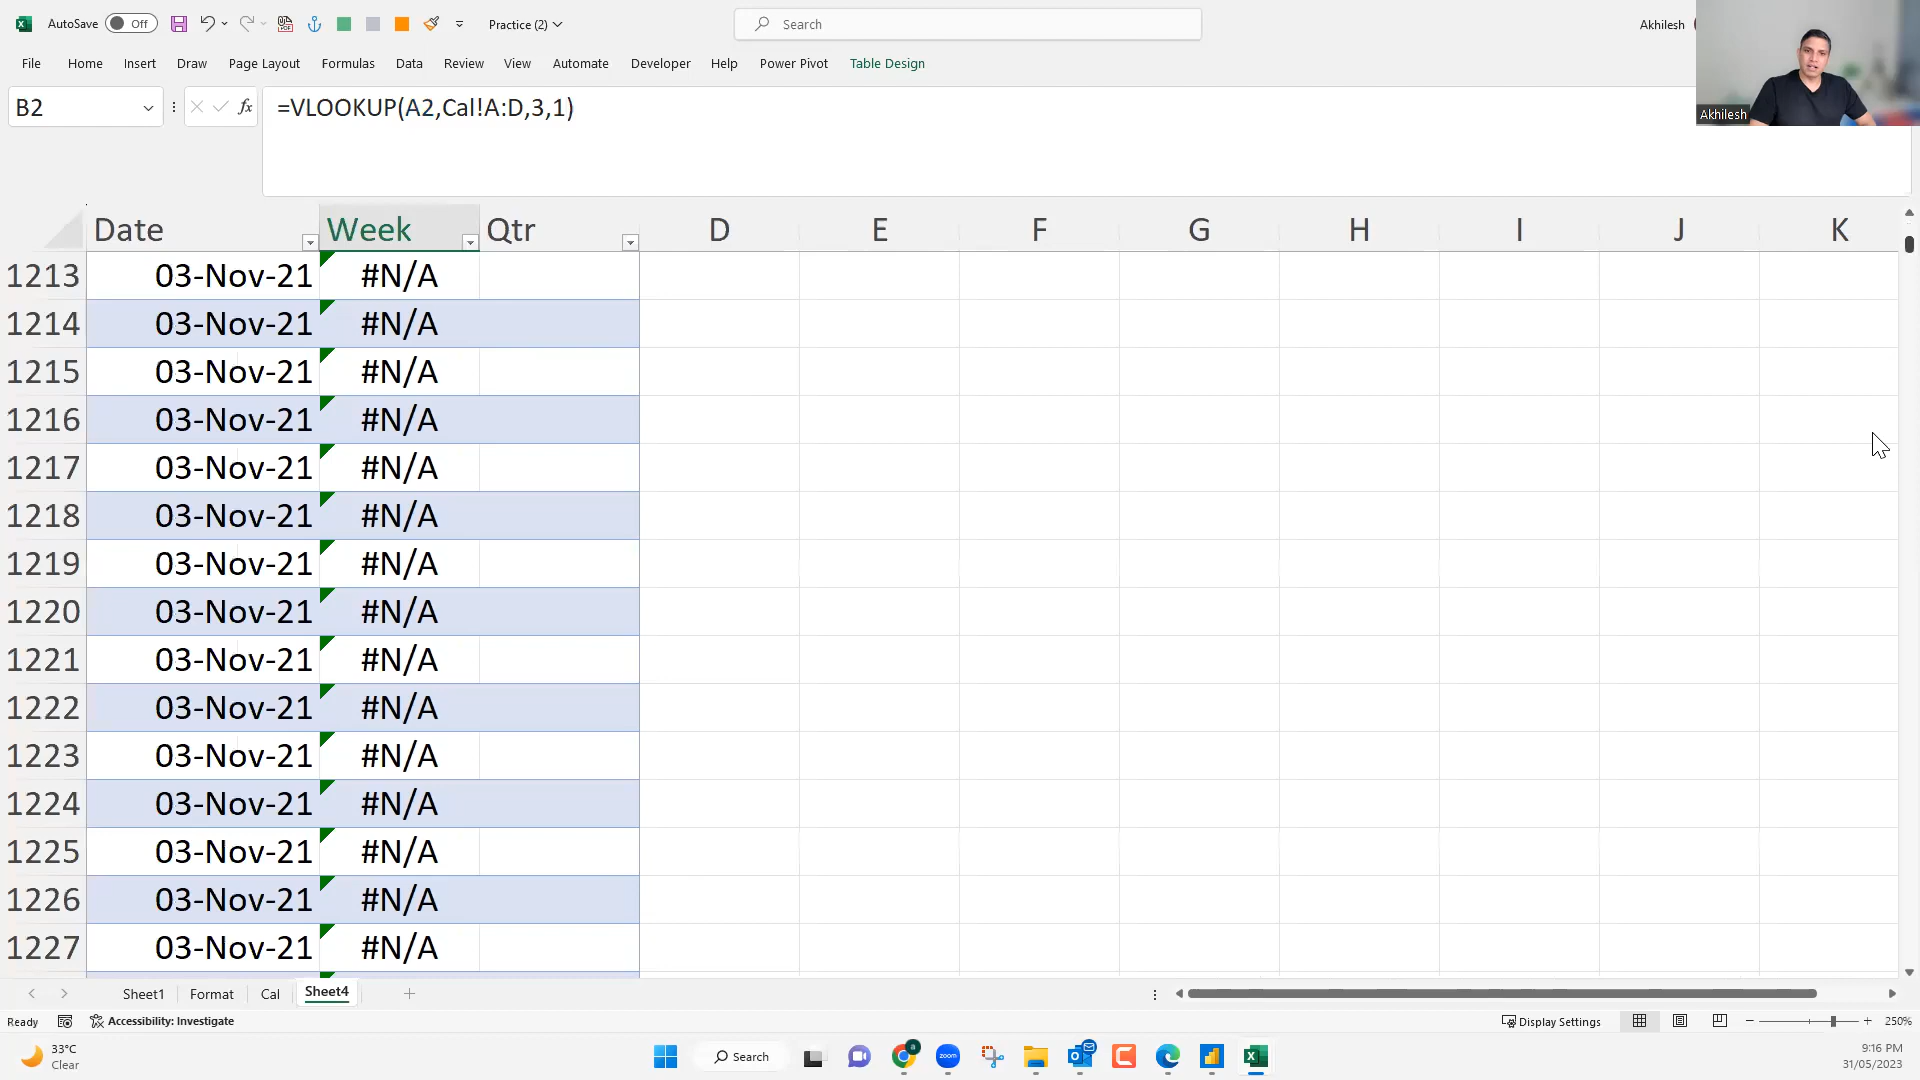 AutoSave Off Practice (2) Search Akhilesh
File Home Insert Draw Page Layout Formulas Data Review View Automate Developer Help Power Pivot Table Design
B2 fx =VLOOKUP(A2,Cal!A:D,3,1)
Akhilesh
Date Week Qtr D E F G H I J K
1213 03-Nov-21 #N/A
1214 03-Nov-21 #N/A
1215 03-Nov-21 #N/A
1216 03-Nov-21 #N/A
1217 03-Nov-21 #N/A
1218 03-Nov-21 #N/A
1219 03-Nov-21 #N/A
1220 03-Nov-21 #N/A
1221 03-Nov-21 #N/A
1222 03-Nov-21 #N/A
1223 03-Nov-21 #N/A
1224 03-Nov-21 #N/A
1225 03-Nov-21 #N/A
1226 03-Nov-21 #N/A
1227 03-Nov-21 #N/A
Sheet1 Format Cal Sheet4
Ready Accessibility: Investigate Display Settings 250%
33°C
Clear
Search
zoom
9:16 PM
31/05/2023